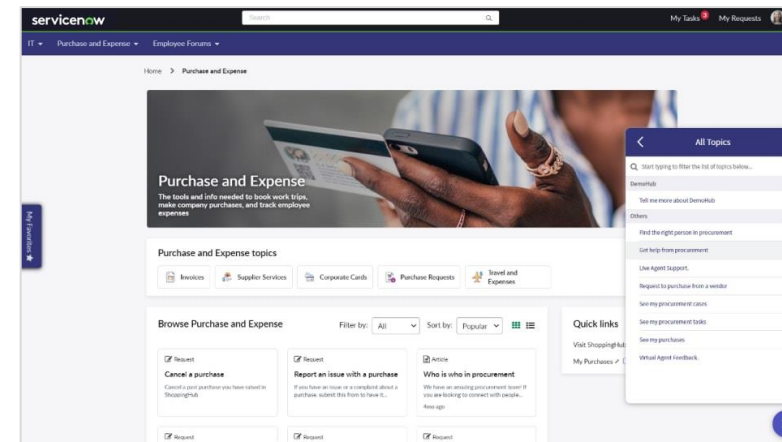 servicenow
Search
My Tasks 3
My Requests
IT
Purchase and Expense
Employee Forums
Home > Purchase and Expense
Purchase and Expense
The tools and info needed to book work trips,
make company purchases, and track employee
expenses
My Favorites
Purchase and Expense topics
Invoices
Supplier Services
Corporate Cards
Purchase Requests
Travel and
Expenses
Browse Purchase and Expense
Filter by: All
Sort by: Popular
Request
Cancel a purchase
Cancel a past purchase you have raised in
ShoppingHub
Request
Report an issue with a purchase
If you have an issue or a complaint about a
purchase, submit this form to have it...
Article
Who is who in procurement
We have an amazing procurement team! If
you are looking to connect with people...
4mo ago
Request
Request
Request
Quick links
Visit ShoppingHub
My Purchases
All Topics
Start typing to filter the list of topics below...
DemoHub
Tell me more about DemoHub
Others
Find the right person in procurement
Get help from procurement
Live Agent Support.
Request to purchase from a vendor
See my procurement cases
See my procurement tasks
See my purchases
Virtual Agent Feedback.